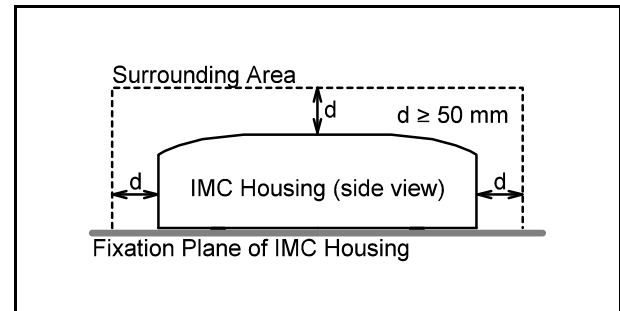 Surrounding Area
d
d ≥ 50 mm
d
IMC Housing (side view)
d
Fixation Plane of IMC Housing